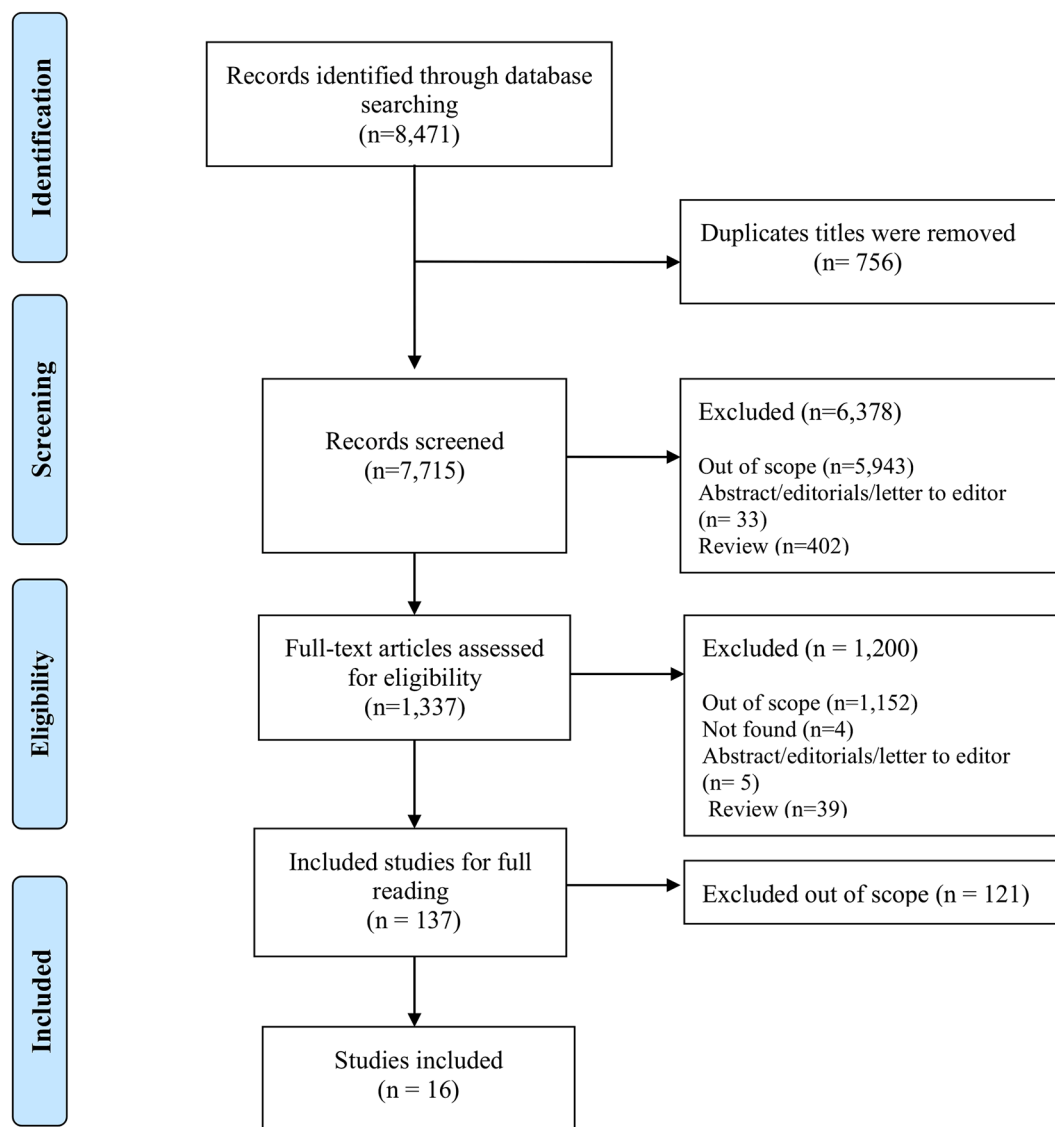 Identification
Records identified through database
searching
(n=8,471)
Duplicates titles were removed
(n= 756)
Screening
Records screened
(n=7,715)
Excluded (n=6,378)
Out of scope (n=5,943)
Abstract/editorials/letter to editor
(n= 33)
Review (n=402)
Eligibility
Full-text articles assessed
for eligibility
(n=1,337)
Excluded (n = 1,200)
Out of scope (n=1,152)
Not found (n=4)
Abstract/editorials/letter to editor
(n= 5)
Review (n=39)
Included
Included studies for full
reading
(n = 137)
Excluded out of scope (n = 121)
Studies included
(n = 16)